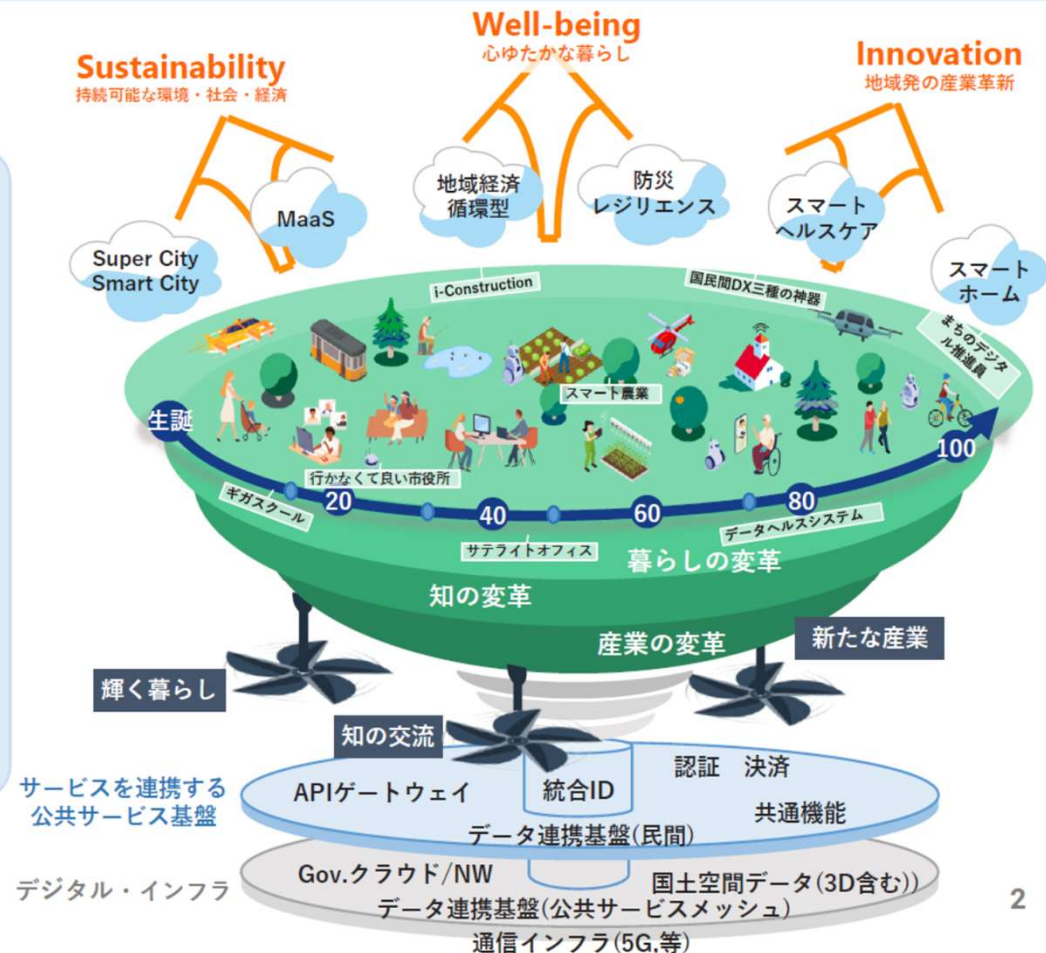 Well-being
心ゆたかな暮らし
Sustainability
持続可能な環境・社会・経済
Innovation
地域発の産業革新
Super City
Smart City
MaaS
地域経済
循環型
防災
レジリエンス
スマート
ヘルスケア
スマート
ホーム
i-Construction
国民間DX三種の神器
まちのデジタ
ル推進員
スマート農業
生誕
行かなくて良い市役所
ギガスクール
20
40
60
80
100
サテライトオフィス
データヘルスシステム
暮らしの変革
知の変革
産業の変革
新たな産業
輝く暮らし
知の交流
サービスを連携する
公共サービス基盤
APIゲートウェイ
統合ID
認証 決済
共通機能
データ連携基盤(民間)
デジタル・インフラ
Gov.クラウド/NW
国土空間データ(3D含む))
データ連携基盤(公共サービスメッシュ)
通信インフラ(5G,等)
2